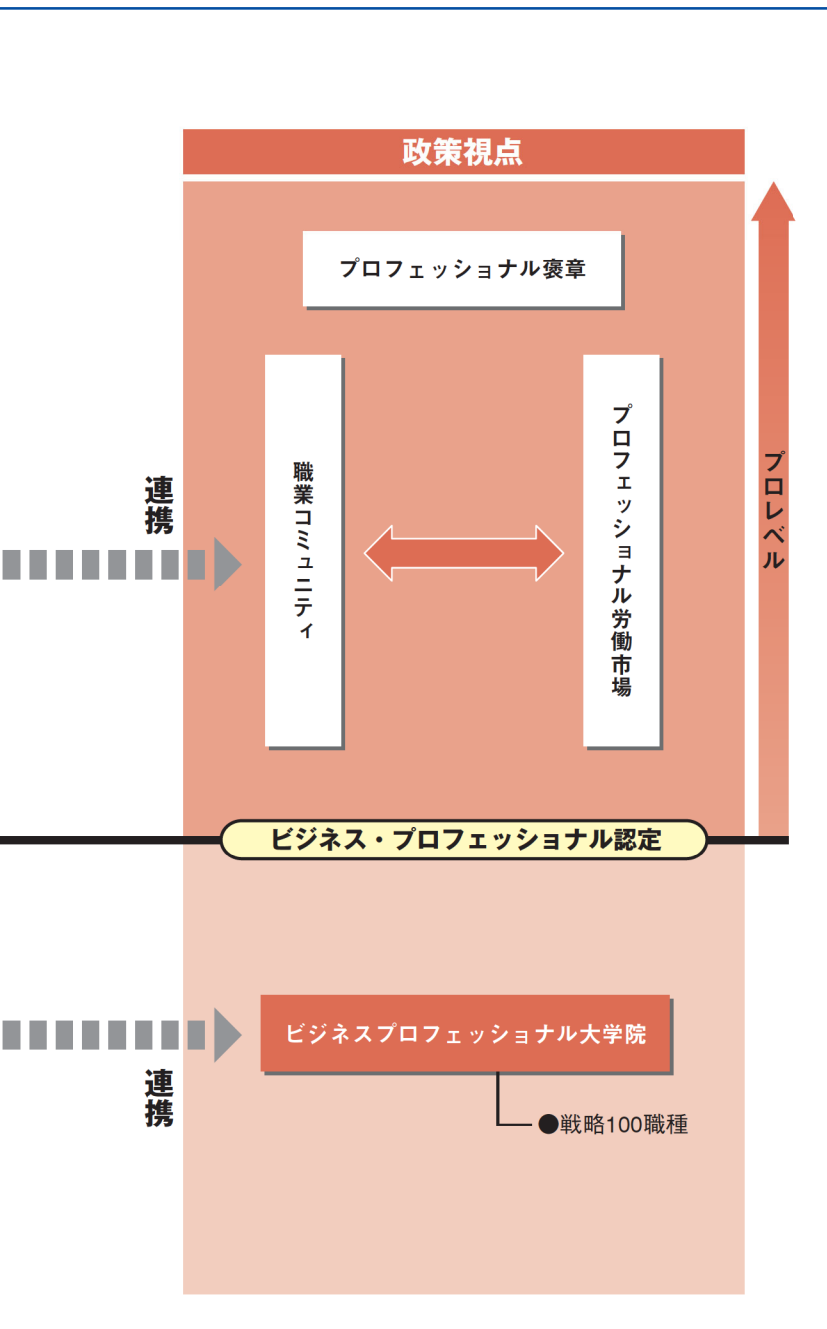 政策視点
プロフェッショナル褒章
連携
職業コミュニティ
プロフェッショナル労働市場
プロレベル
ビジネス・プロフェッショナル認定
ビジネスプロフェッショナル大学院
連携
●戦略100職種